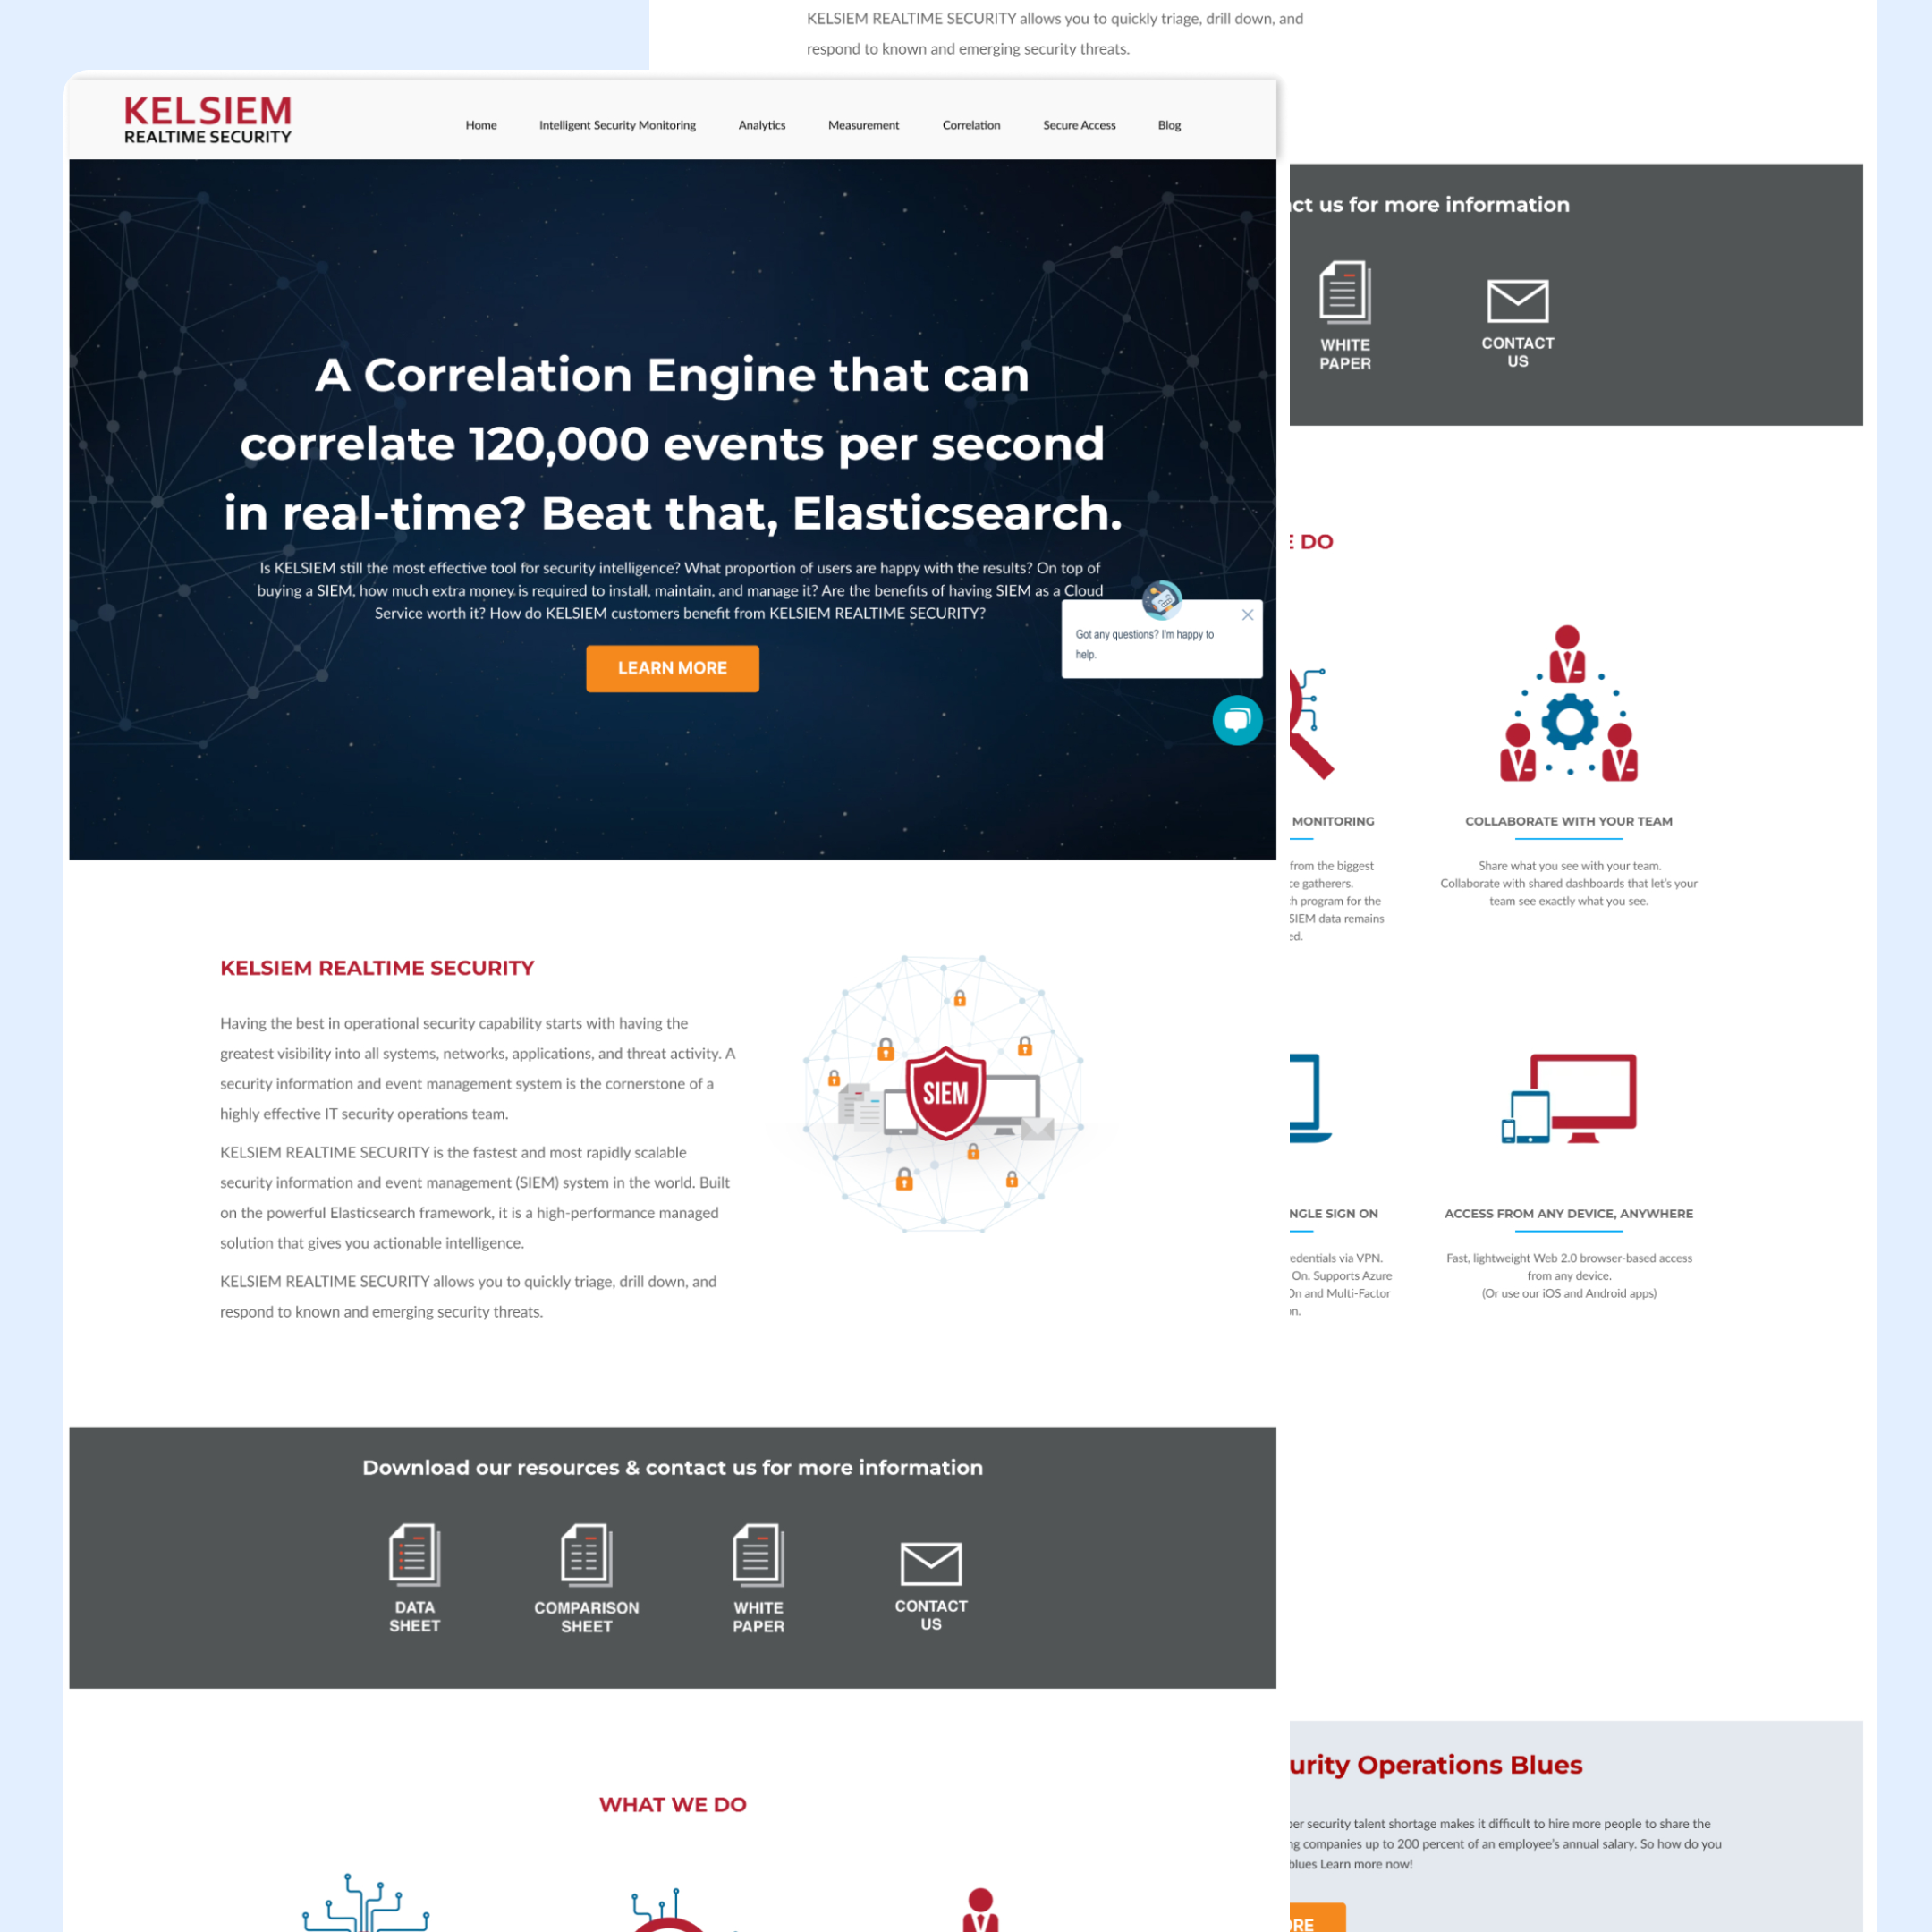 KELSIEM REALTIME SECURITY allows you to quickly triage, drill down, and
respond to known and emerging security threats.
KELSIEM
REALTIME SECURITY
Home
Intelligent Security Monitoring
Analytics
Measurement
Correlation
Secure Access
Blog
A Correlation Engine that can
correlate 120,000 events per second
in real-time? Beat that, Elasticsearch.
Is KELSIEM still the most effective tool for security intelligence? What proportion of users are happy with the results? On top of
buying a SIEM, how much extra money is required to install, maintain, and manage it? Are the benefits of having SIEM as a Cloud
Service worth it? How do KELSIEM customers benefit from KELSIEM REALTIME SECURITY?
LEARN MORE
Got any questions? I'm happy to
help.
KELSIEM REALTIME SECURITY
Having the best in operational security capability starts with having the
greatest visibility into all systems, networks, applications, and threat activity. A
security information and event management system is the cornerstone of a
highly effective IT security operations team.
KELSIEM REALTIME SECURITY is the fastest and most rapidly scalable
security information and event management (SIEM) system in the world. Built
on the powerful Elasticsearch framework, it is a high-performance managed
solution that gives you actionable intelligence.
KELSIEM REALTIME SECURITY allows you to quickly triage, drill down, and
respond to known and emerging security threats.
SIEM
Download our resources & contact us for more information
DATA
SHEET
COMPARISON
SHEET
WHITE
PAPER
CONTACT
US
WHAT WE DO
us for more information
WHITE
PAPER
CONTACT
US
DO
MONITORING
from the biggest
gatherers.
program for the
SIEM data remains
COLLABORATE WITH YOUR TEAM
Share what you see with your team.
Collaborate with shared dashboards that let's your
team see exactly what you see.
SIGN ON
via VPN.
On. Supports Azure
On and Multi-Factor
ACCESS FROM ANY DEVICE, ANYWHERE
Fast, lightweight Web 2.0 browser-based access
from any device.
(Or use our iOS and Android apps)
Operations Blues
security talent shortage makes it difficult to hire more people to share the
companies up to 200 percent of an employee's annual salary. So how do you
blues Learn more now!